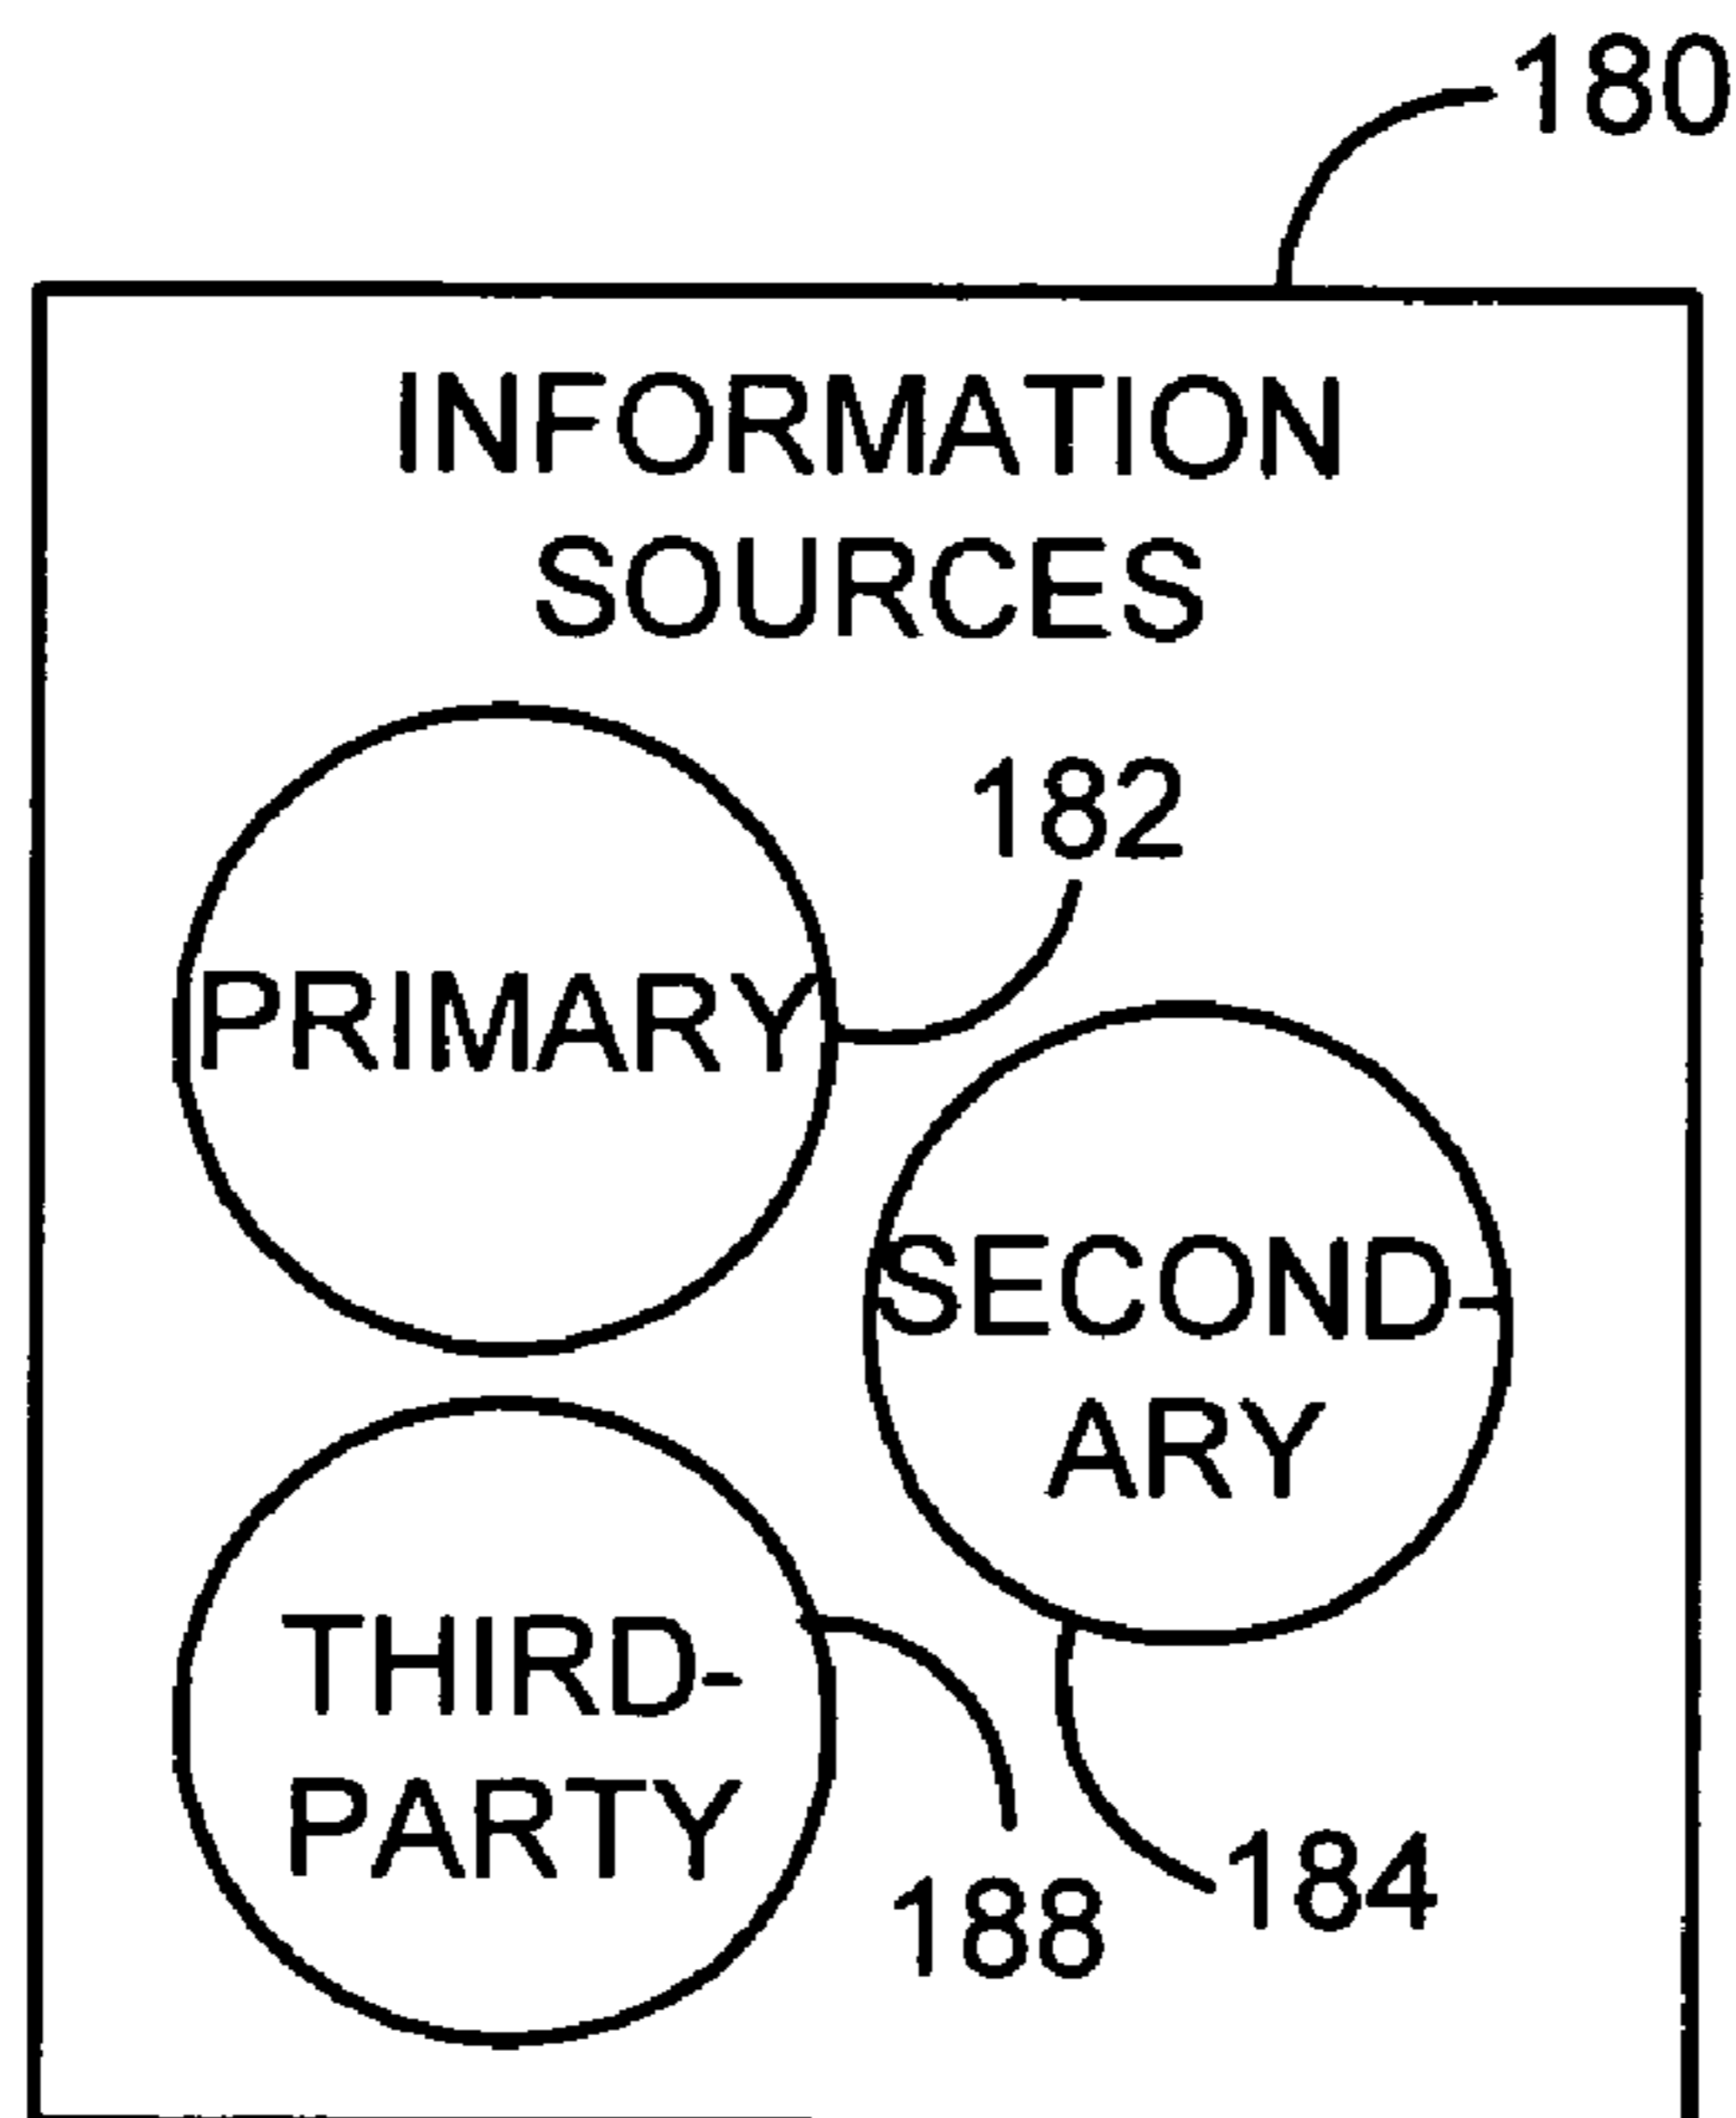 180
INFORMATION
SOURCES
182
PRIMARY
SECOND-
ARY
THIRD-
PARTY
184
188